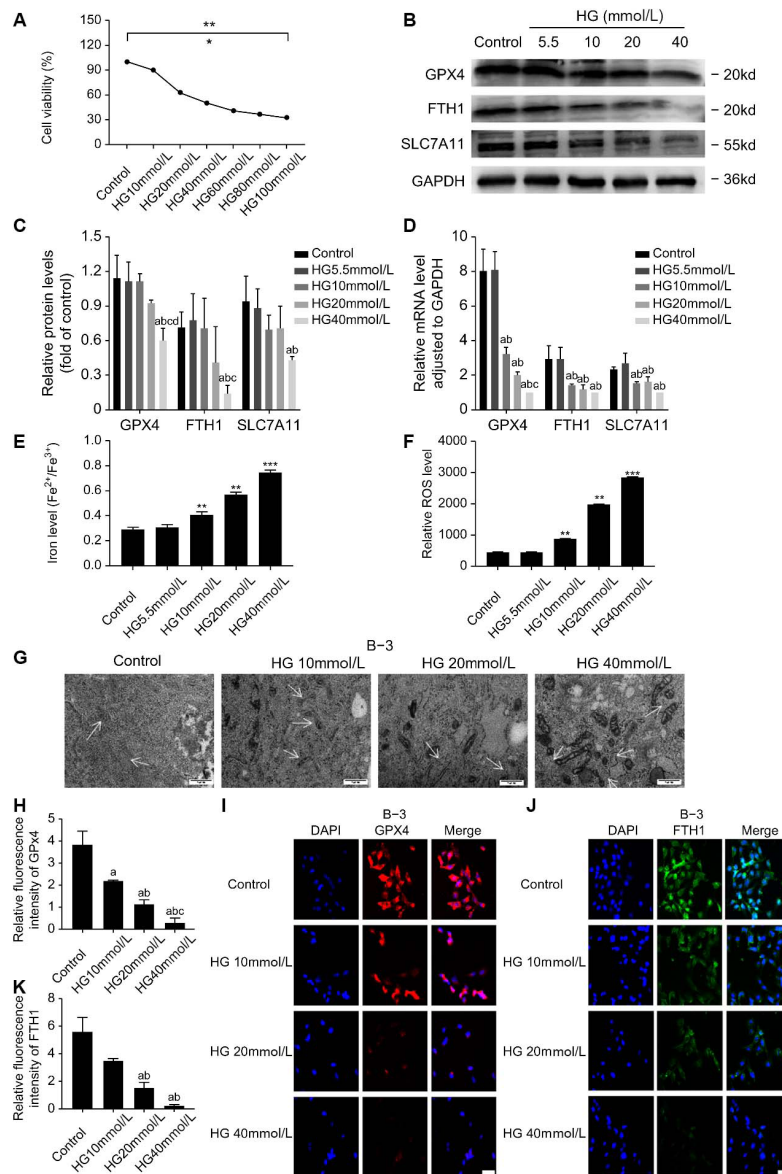 A
Cell viability (%)
150
120
90
60
30
0
**
*
Control
HG10mmol/L
HG20mmol/L
HG40mmol/L
HG60mmol/L
HG80mmol/L
HG100mmol/L
B
HG (mmol/L)
Control 5.5 10 20 40
GPX4 – 20kd
FTH1 – 20kd
SLC7A11 – 55kd
GAPDH – 36kd
C
Relative protein levels
(fold of control)
1.5
1.2
0.9
0.6
0.3
0
Control
HG5.5mmol/L
HG10mmol/L
HG20mmol/L
HG40mmol/L
abcd
abc
ab
GPX4 FTH1 SLC7A11
D
Relative mRNA level
adjusted to GAPDH
10
8
6
4
2
0
Control
HG5.5mmol/L
HG10mmol/L
HG20mmol/L
HG40mmol/L
ab
ab
abc
ab
ab
ab
ab
ab
ab
GPX4 FTH1 SLC7A11
E
Iron level (Fe2+/Fe3+)
1.0
0.8
0.6
0.4
0.2
0.0
**
**
***
Control
HG5.5mmol/L
HG10mmol/L
HG20mmol/L
HG40mmol/L
F
Relative ROS level
4000
3000
2000
1000
0
**
**
***
Control
HG5.5mmol/L
HG10mmol/L
HG20mmol/L
HG40mmol/L
G
B–3
Control HG 10mmol/L HG 20mmol/L HG 40mmol/L
H
Relative fluorescence
intensity of GPx4
5
4
3
2
1
0
a
ab
abc
Control
HG10mmol/L
HG20mmol/L
HG40mmol/L
I
B–3
DAPI GPX4 Merge
Control
HG 10mmol/L
HG 20mmol/L
HG 40mmol/L
J
B–3
DAPI FTH1 Merge
Control
HG 10mmol/L
HG 20mmol/L
HG 40mmol/L
K
Relative fluorescence
intensity of FTH1
8
6
4
2
0
ab
ab
Control
HG10mmol/L
HG20mmol/L
HG40mmol/L